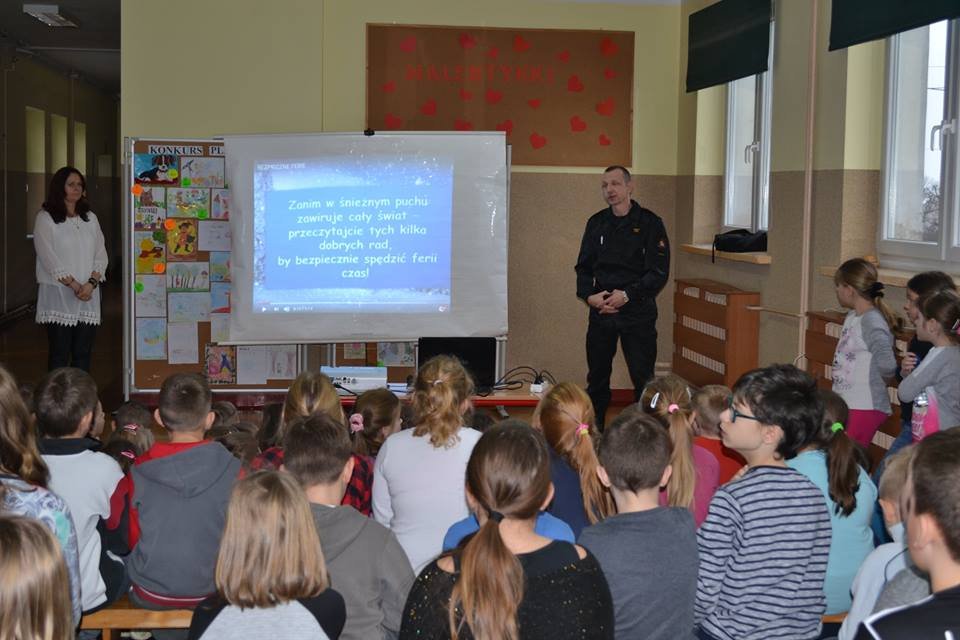 WALENTYNKI
KONKURS PL
BEZPIECZNE FERIE
Zanim w śnieżnym puchu
zawiruje cały świat –
przeczytajcie tych kilka
dobrych rad,
by bezpiecznie spędzić ferii
czas!